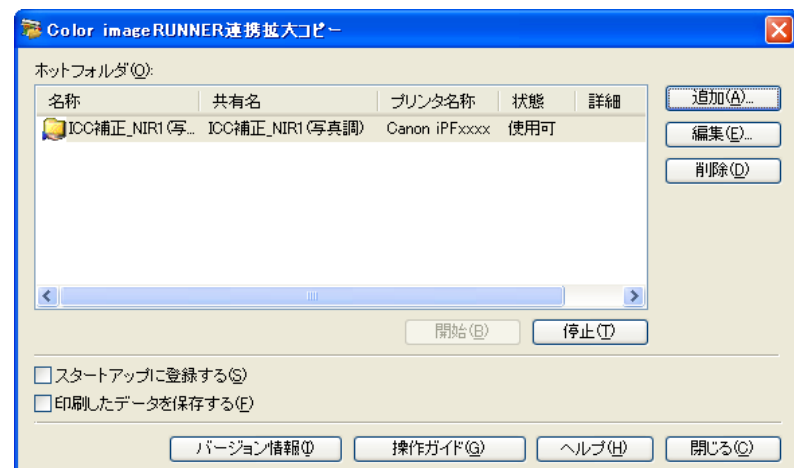 Color imageRUNNER連携拡大コピー
ホットフォルダ(O):
名称 共有名 プリンタ名称 状態 詳細
ICC補正_NIR1(写... ICC補正_NIR1(写真調) Canon iPFxxxx 使用可
追加(A)...
編集(E)...
削除(D)
開始(B) 停止(T)
スタートアップに登録する(S)
印刷したデータを保存する(F)
バージョン情報(I) 操作ガイド(G) ヘルプ(H) 閉じる(C)